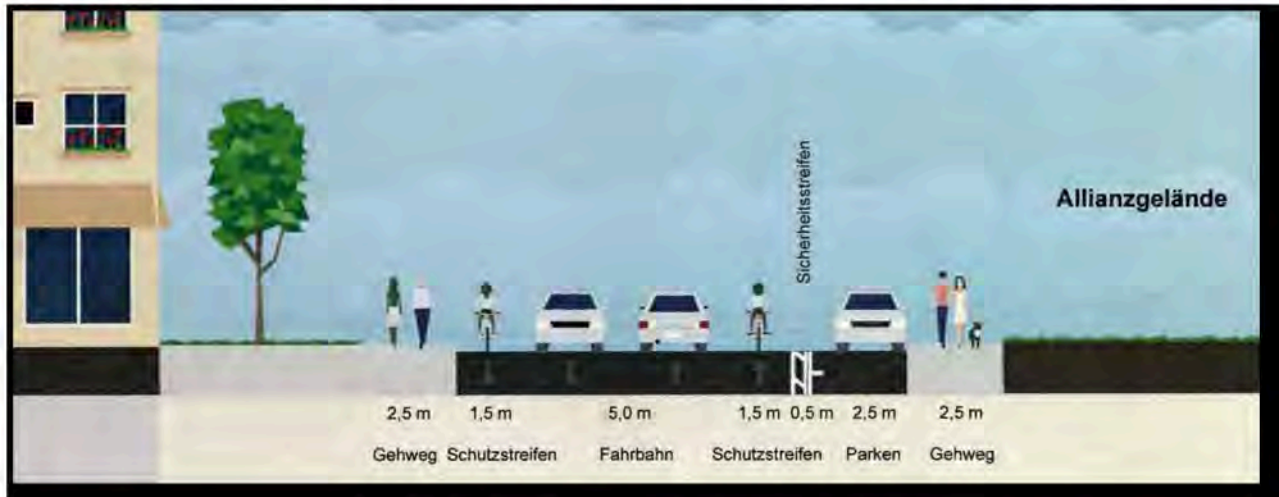 Sicherheitsstreifen
Allianzgelände
2,5 m 1,5 m 5,0 m 1,5 m 0,5 m 2,5 m 2,5 m
Gehweg Schutzstreifen Fahrbahn Schutzstreifen Parken Gehweg